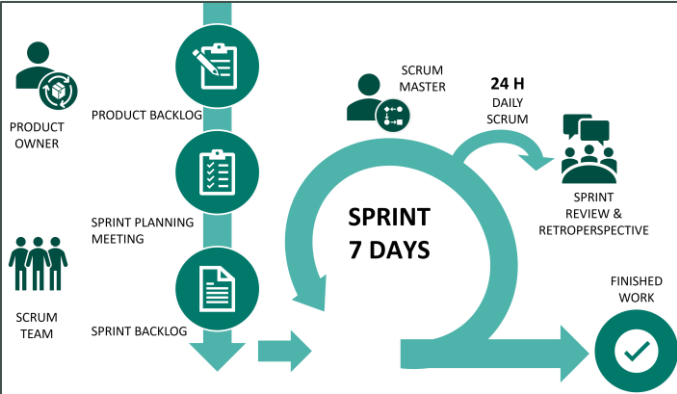 PRODUCT
OWNER
PRODUCT BACKLOG
SPRINT PLANNING
MEETING
SCRUM
TEAM
SPRINT BACKLOG
SCRUM
MASTER
24 H
DAILY
SCRUM
SPRINT
7 DAYS
SPRINT
REVIEW &
RETROPERSPECTIVE
FINISHED
WORK